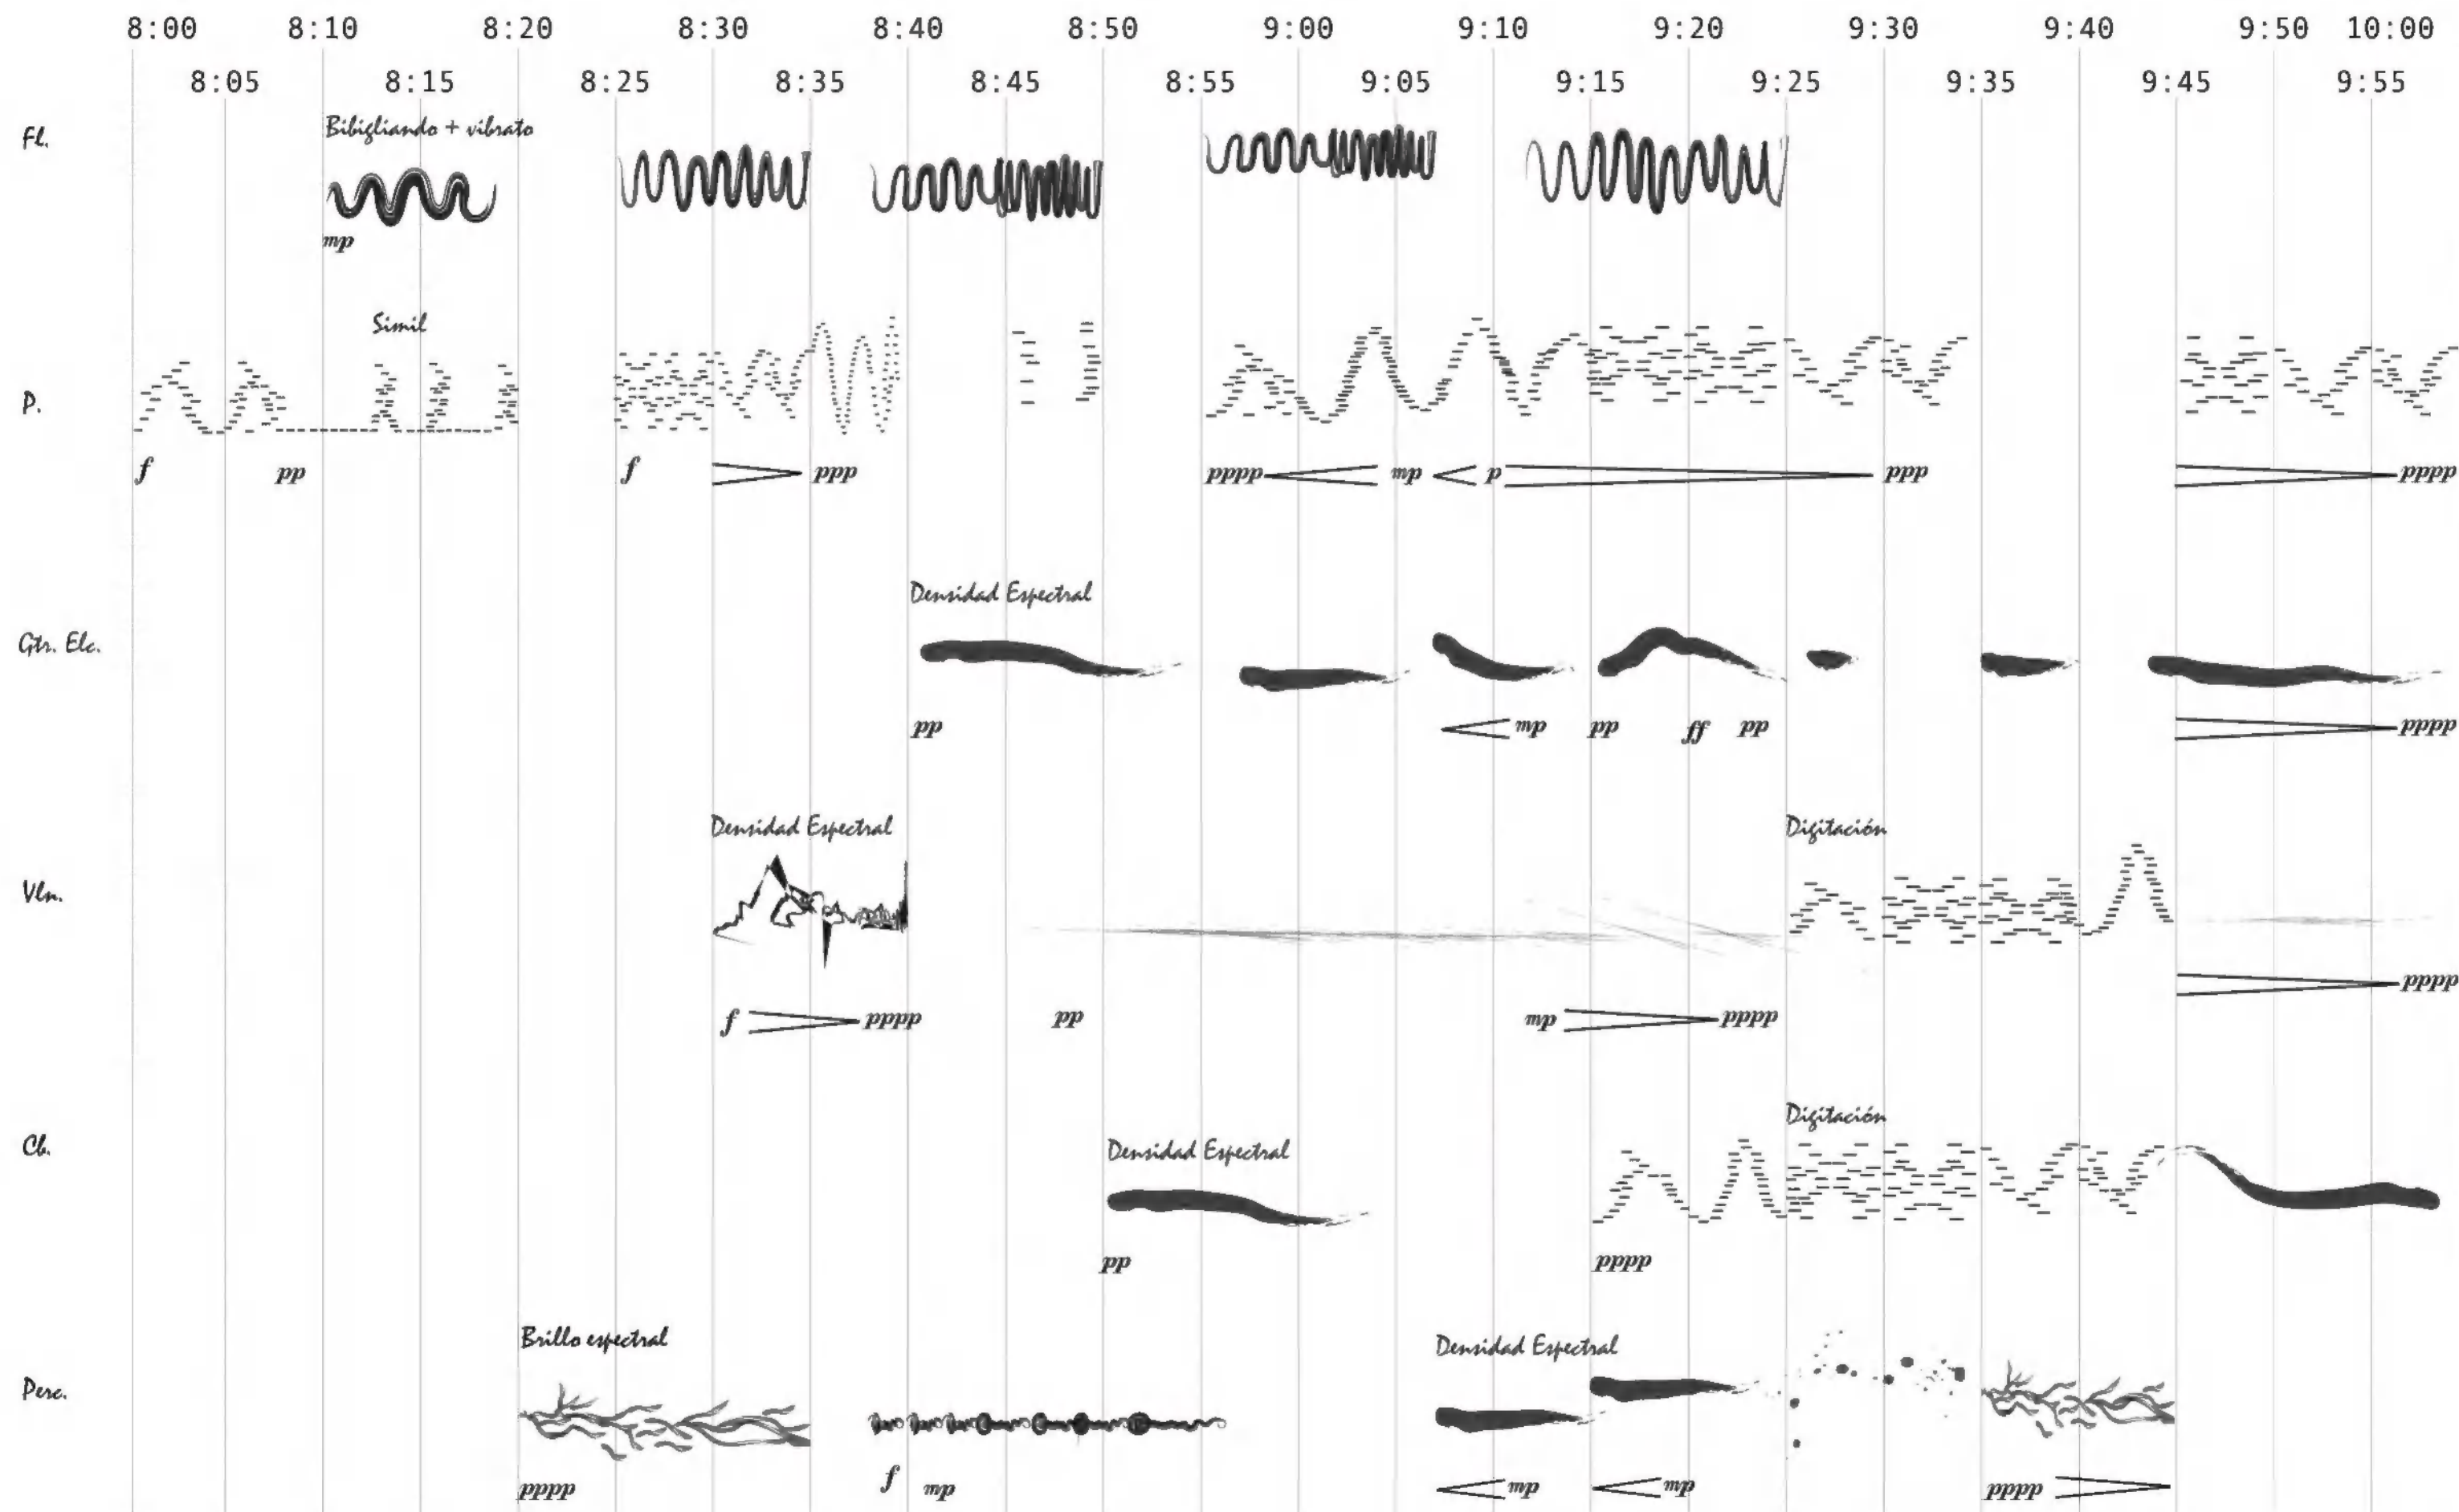 8:00 8:10 8:20 8:30 8:40 8:50 9:00 9:10 9:20 9:30 9:40 9:50 10:00
8:05 8:15 8:25 8:35 8:45 8:55 9:05 9:15 9:25 9:35 9:45 9:55
Fl.
Bibigliando + vibrato
mp
Simil
P.
f pp f ppp pppp mp p ppp pppp
Densidad Espectral
Gtr. Elc.
pp mp pp ff pp pppp
Densidad Espectral Digitación
Vln.
pppp
f pppp pp mp pppp
Digitación
Cb.
Densidad Espectral
pp pppp
Brillo espectral Densidad Espectral
Perc.
f
pppp mp mp mp pppp